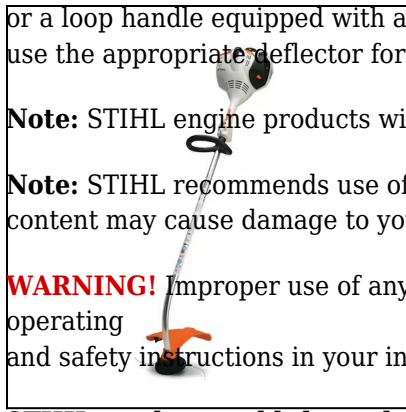 or a loop handle equipped with a
use the appropriate deflector for
Note: STIHL engine products wi
Note: STIHL recommends use of
content may cause damage to yo
WARNING! Improper use of any
operating
and safety instructions in your in